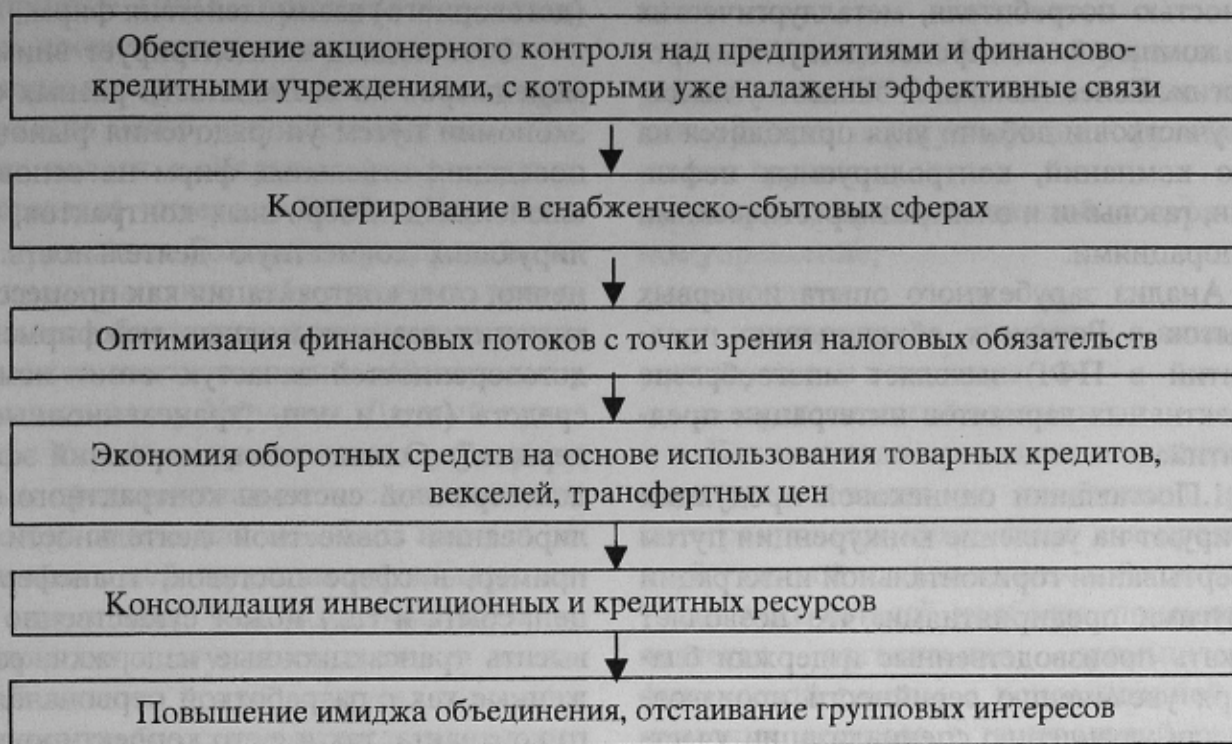 Обеспечение акционерного контроля над предприятиями и финансово-
кредитными учреждениями, с которыми уже налажены эффективные связи
Кооперирование в снабженческо-сбытовых сферах
Оптимизация финансовых потоков с точки зрения налоговых обязательств
Экономия оборотных средств на основе использования товарных кредитов,
векселей, трансфертных цен
Консолидация инвестиционных и кредитных ресурсов
Повышение имиджа объединения, отстаивание групповых интересов